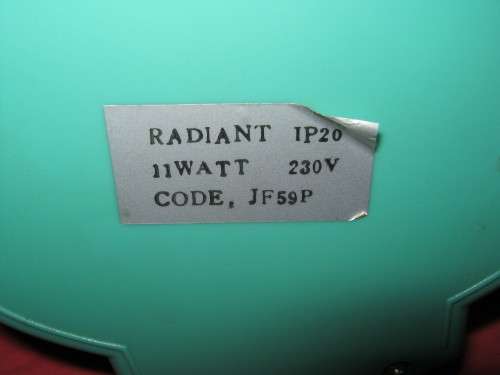 RADIANT IP20
11WATT 230V
CODE, JF59P